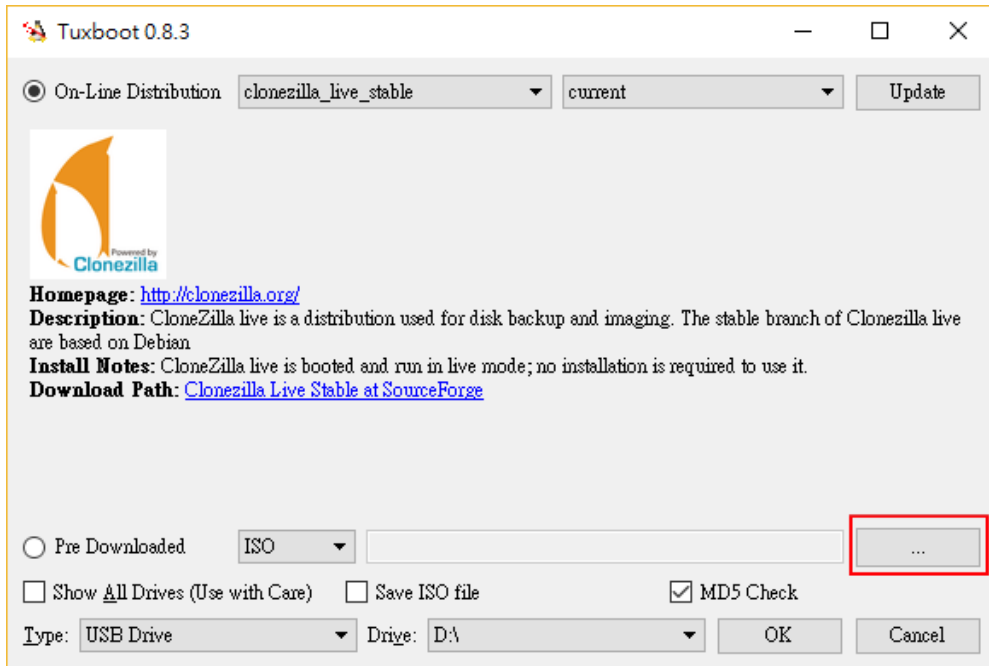 Tuxboot 0.8.3
On-Line Distribution clonezilla_live_stable current Update
Powered by
Clonezilla
Homepage: http://clonezilla.org/
Description: CloneZilla live is a distribution used for disk backup and imaging. The stable branch of Clonezilla live
are based on Debian
Install Notes: CloneZilla live is booted and run in live mode; no installation is required to use it.
Download Path: Clonezilla Live Stable at SourceForge
Pre Downloaded ISO ...
Show All Drives (Use with Care) Save ISO file MD5 Check
Type: USB Drive Drive: D:\ OK Cancel